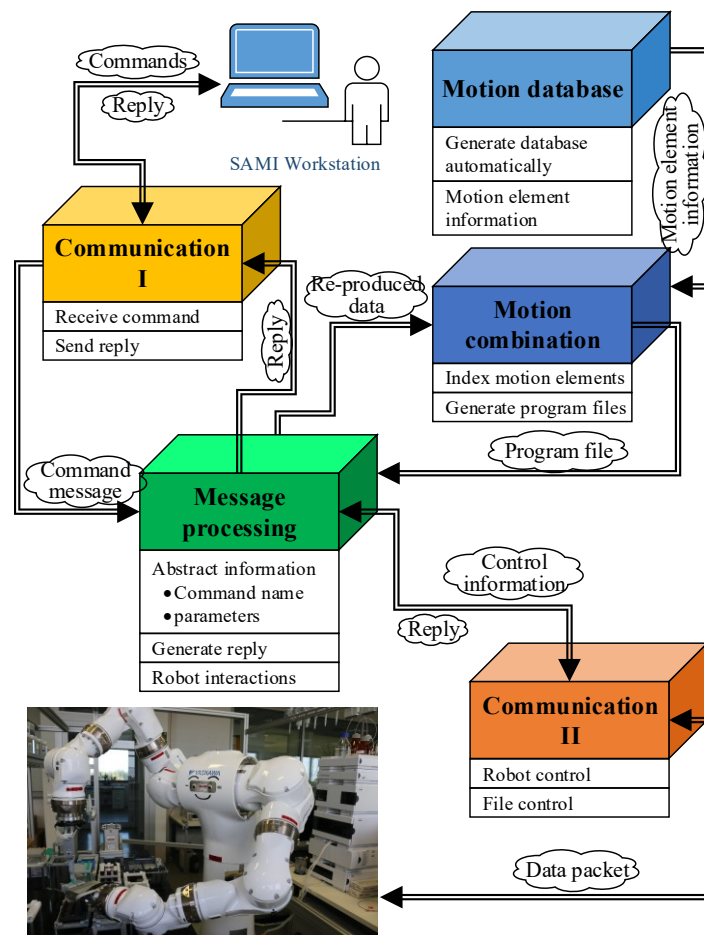 Commands
Reply
SAMI Workstation
Motion database
Generate database
automatically
Motion element
information
Motion element
information
Communication
I
Receive command
Send reply
Reply
Re-produced
data
Motion
combination
Index motion elements
Generate program files
Program file
Command
message
Message
processing
Abstract information
•Command name
•parameters
Generate reply
Robot interactions
Control
information
Reply
Communication
II
Robot control
File control
YASKAWA
Data packet